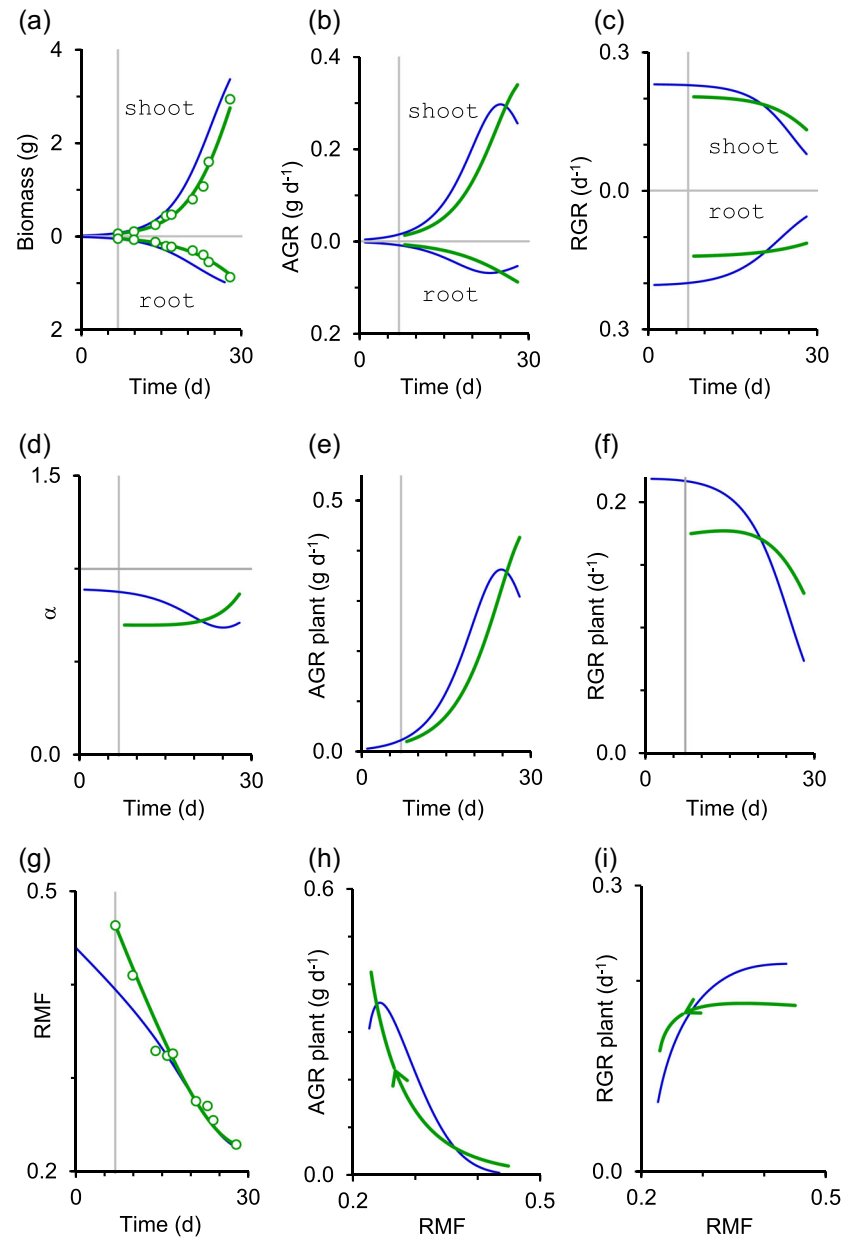 (a)
4
3
2
1
0
2
Biomass (g)
shoot
root
0
30
Time (d)
(b)
0.4
0.2
0.0
0.2
AGR (g d-1)
shoot
root
0
30
Time (d)
(c)
0.3
0.0
0.3
RGR (d-1)
shoot
root
0
30
Time (d)
(d)
1.5
0.0
α
0
30
Time (d)
(e)
0.5
0.0
AGR plant (g d-1)
0
30
Time (d)
(f)
0.2
0.0
RGR plant (d-1)
0
30
Time (d)
(g)
0.5
0.2
RMF
0
30
Time (d)
(h)
0.6
0.0
AGR plant (g d-1)
0.2
0.5
RMF
(i)
0.3
0.0
RGR plant (d-1)
0.2
0.5
RMF